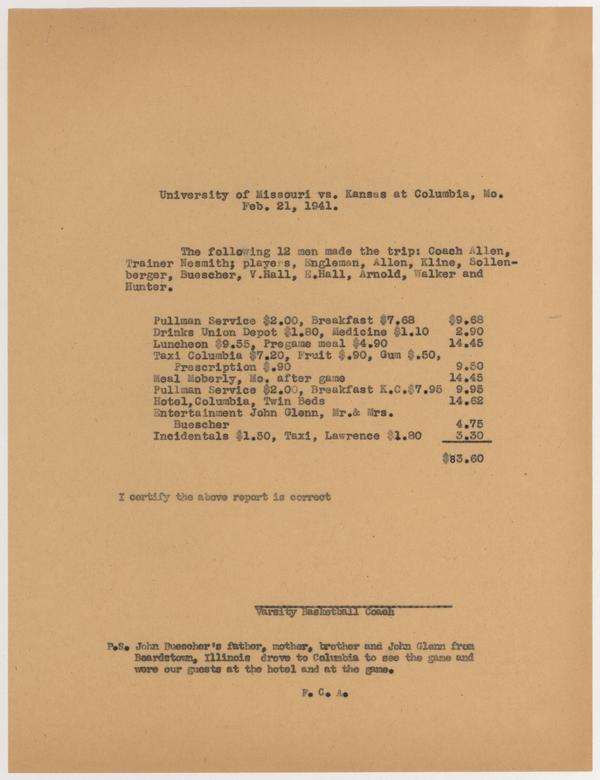 University of Missouri vs. Kansas at Columbia, Mo.
Feb. 21, 1941.
The following 12 men made the trip: Coach Allen,
Trainer Nesmith; players, Engleman, Allen, Kline, Sollen-
berger, Buescher, V.Hall, E.Hall, Arnold, Walker and
Hunter.
Pullman Service $2.00, Breakfast $7.68 $9.68
Drinks Union Depot $1.80, Medicine $1.10 2.90
Luncheon $9.55, Pregame meal $4.90 14.45
Taxi Columbia $7.20, Fruit $.90, Gum $.50,
Prescription $.90 9.50
Meal Moberly, Mo. after game 14.45
Pullman Service $2.00, Breakfast K.C.$7.95 9.95
Hotel,Columbia, Twin Beds 14.62
Entertainment John Glenn, Mr.& Mrs.
Buescher 4.75
Incidentals $1.50, Taxi, Lawrence $1.80 3.30
$83.60
I certify the above report is correct
Varsity Basketball Coach
P.S. John Buescher's father, mother, brother and John Glenn from
Beardstown, Illinois drove to Columbia to see the game and
were our guests at the hotel and at the game.
F. C. A.